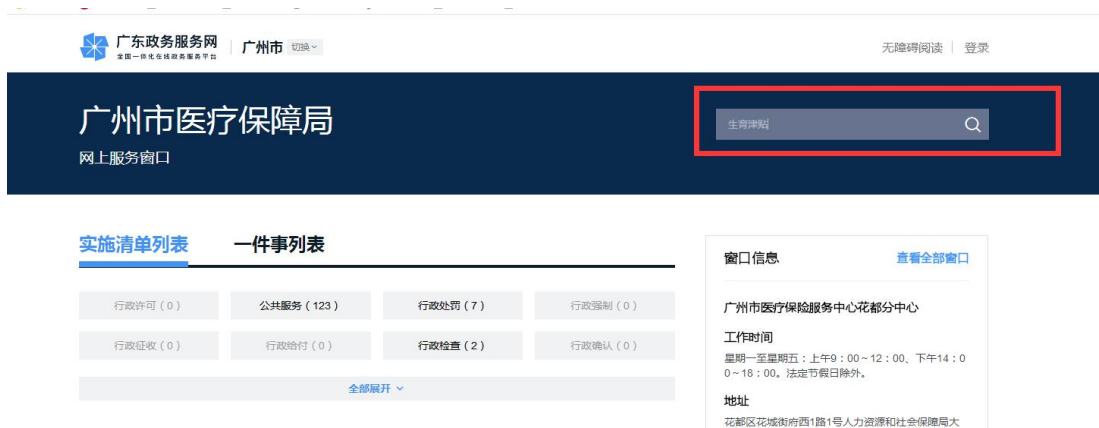 广东政务服务网
全国一体化在线政务服务平台
广州市 切换
无障碍阅读 登录
广州市医疗保障局
网上服务窗口
生育津贴
实施清单列表 一件事列表
行政许可(0) 公共服务(123) 行政处罚(7) 行政强制(0)
行政征收(0) 行政给付(0) 行政检查(2) 行政确认(0)
全部展开
窗口信息 查看全部窗口
广州市医疗保险服务中心花都分中心
工作时间
星期一至星期五:上午9:00~12:00、下午14:0
0~18:00。法定节假日除外。
地址
花都区花城街府西1路1号人力资源和社会保障局大